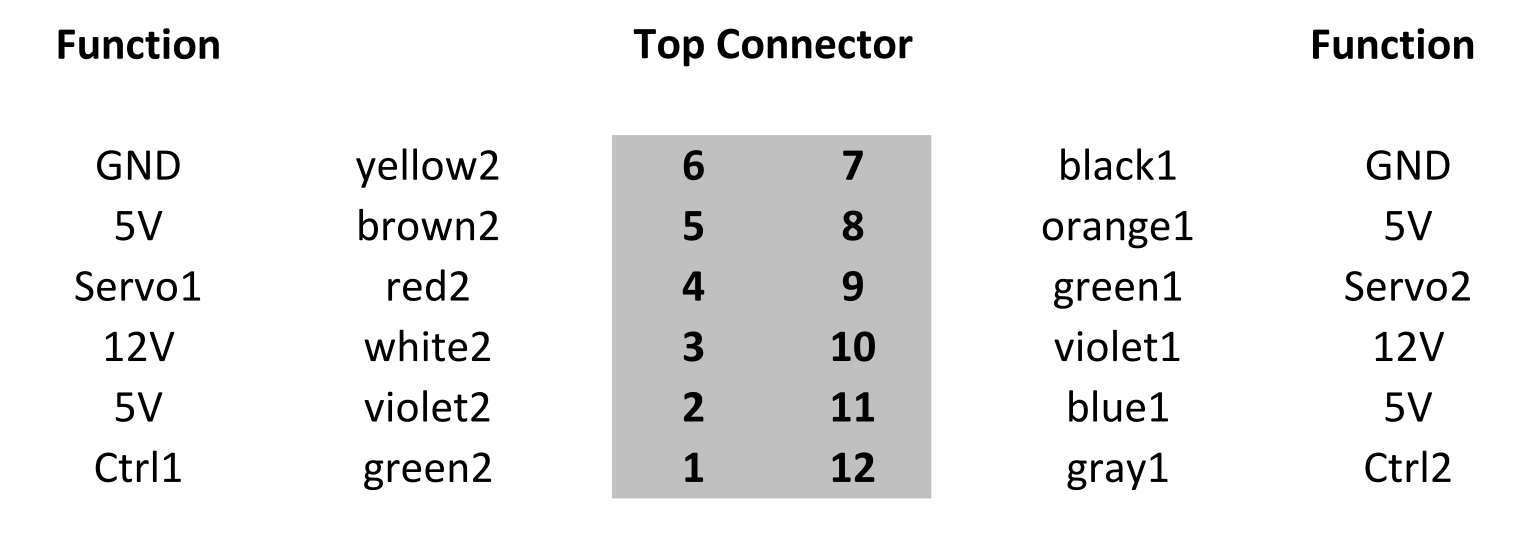 Function Top Connector Function
GND yellow2 6 7 black1 GND
5V brown2 5 8 orange1 5V
Servo1 red2 4 9 green1 Servo2
12V white2 3 10 violet1 12V
5V violet2 2 11 blue1 5V
Ctrl1 green2 1 12 gray1 Ctrl2